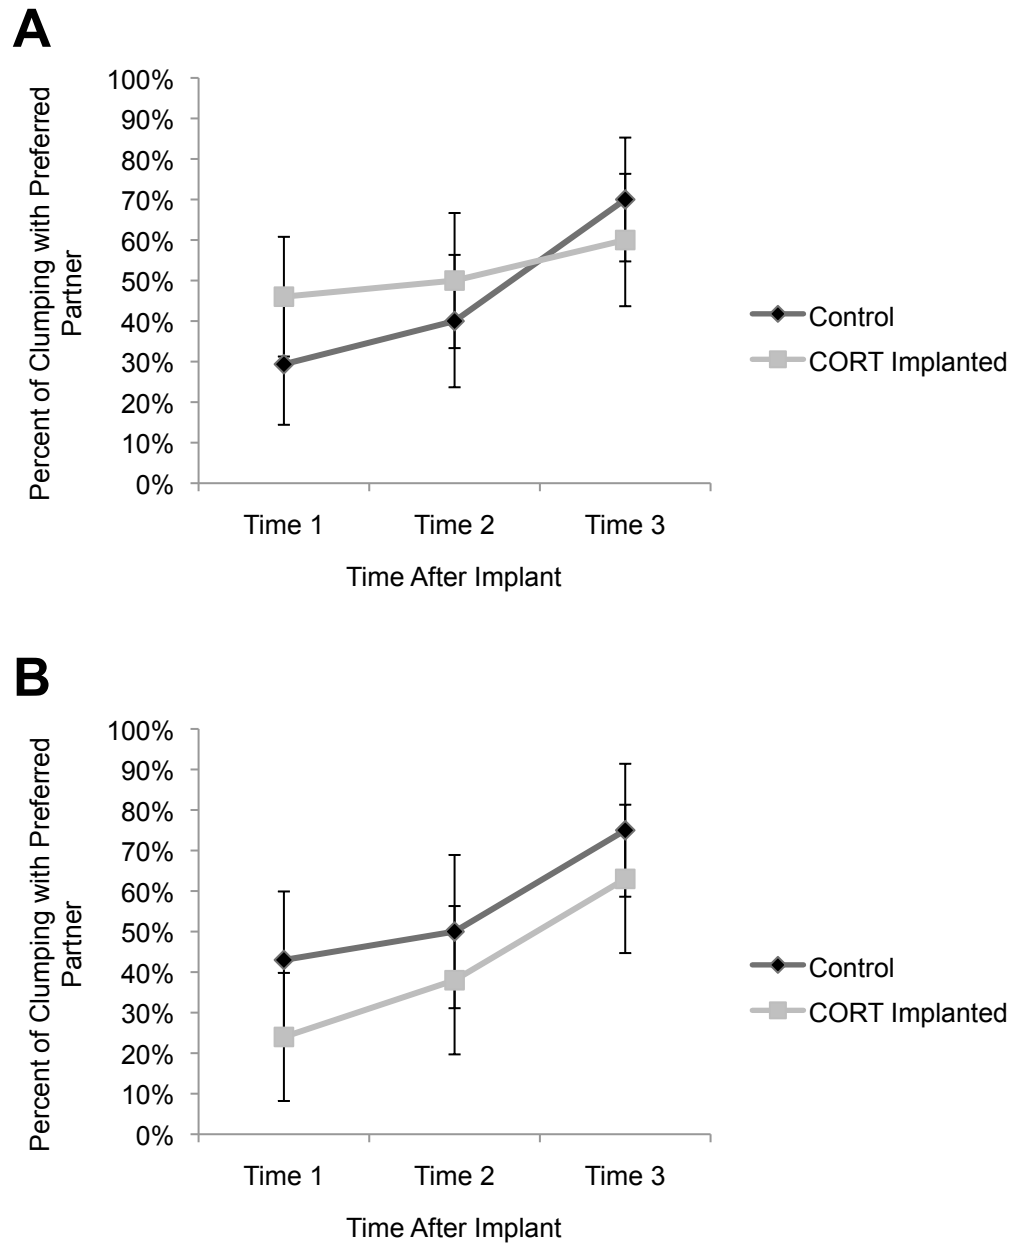 A
100%
90%
80%
70%
60%
50%
40%
30%
20%
10%
0%
Percent of Clumping with Preferred
Partner
Time 1
Time 2
Time 3
Time After Implant
Control
CORT Implanted
B
100%
90%
80%
70%
60%
50%
40%
30%
20%
10%
0%
Percent of Clumping with Preferred
Partner
Time 1
Time 2
Time 3
Time After Implant
Control
CORT Implanted